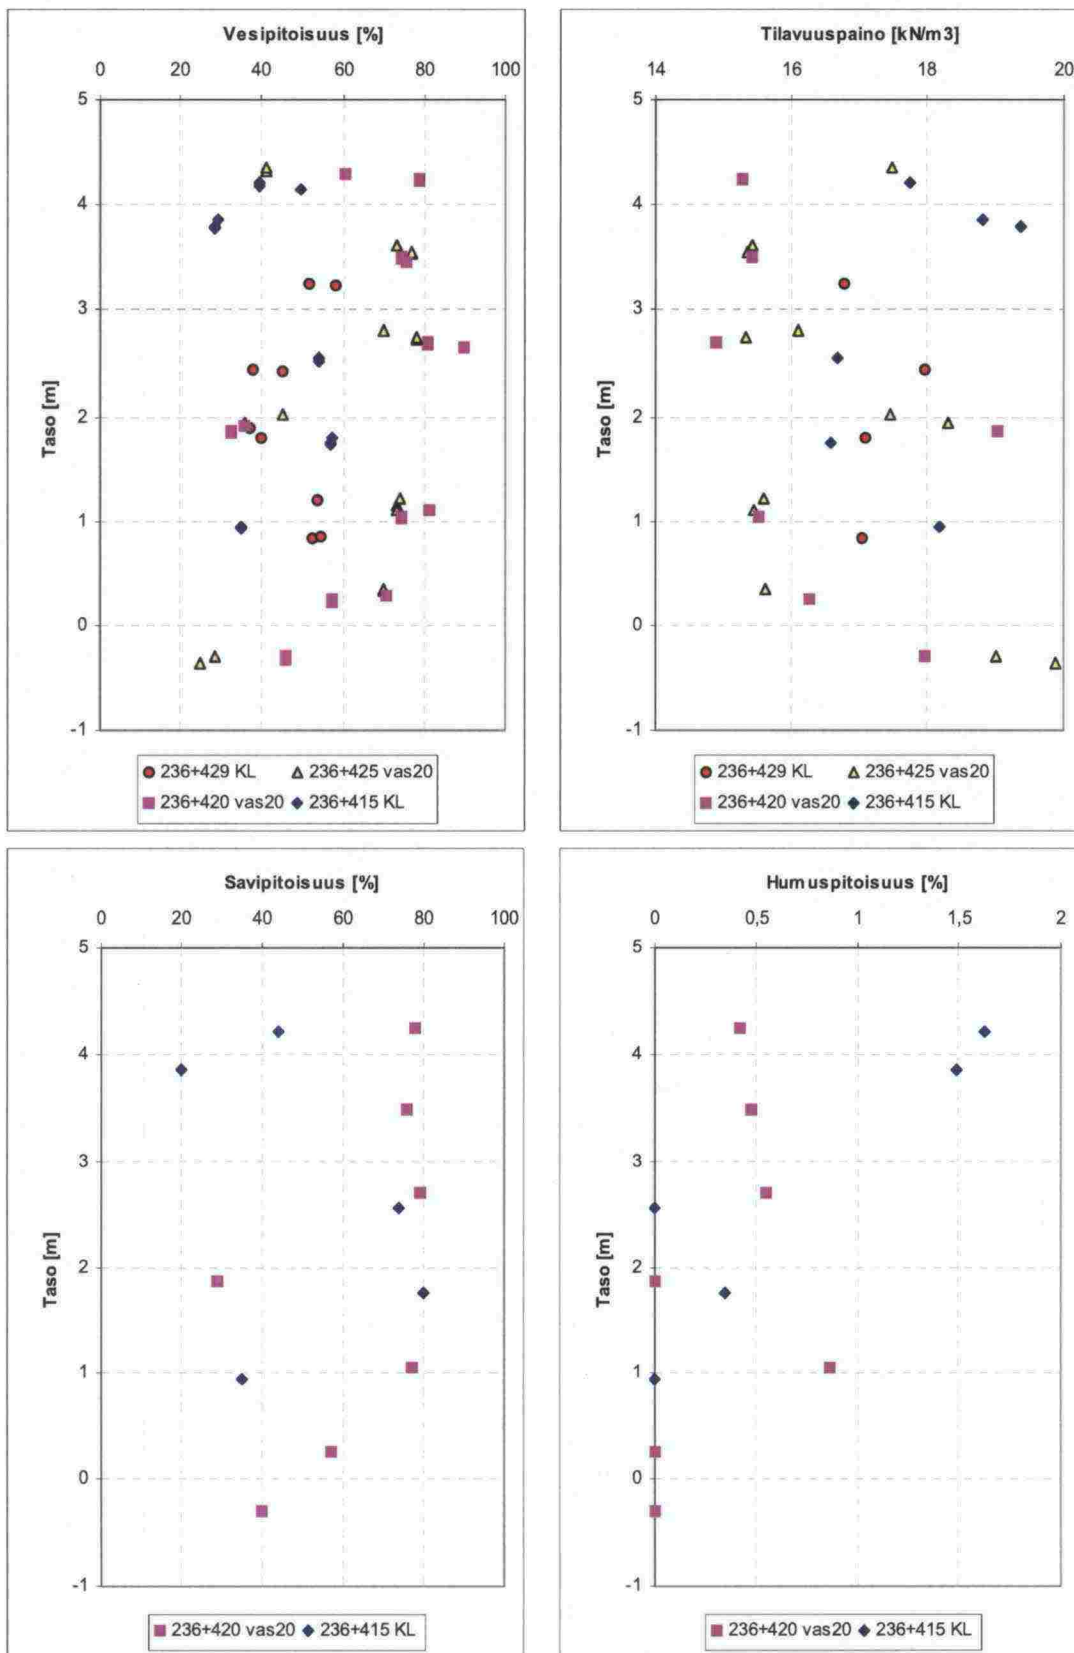 Vesipitoisuus [%]
0 20 40 60 80 100
5
4
3
2
1
0
-1
Taso [m]
236+429 KL 236+425 vas20
236+420 vas20 236+415 KL
Tilavuuspaino [kN/m3]
14 16 18 20
5
4
3
2
1
0
-1
Taso [m]
236+429 KL 236+425 vas20
236+420 vas20 236+415 KL
Savipitoisuus [%]
0 20 40 60 80 100
5
4
3
2
1
0
-1
Taso [m]
236+420 vas20 236+415 KL
Humuspitoisuus [%]
0 0,5 1 1,5 2
5
4
3
2
1
0
-1
Taso [m]
236+420 vas20 236+415 KL